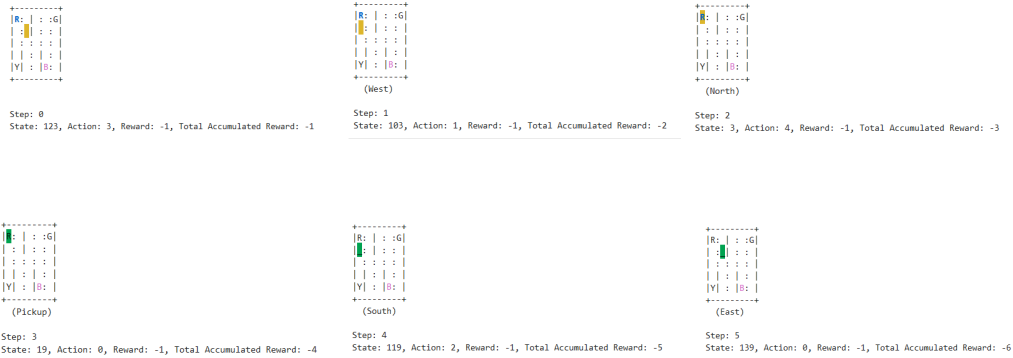 +---------+
|R: | : :G|
| : | : : |
| : : : : |
| | : | : |
|Y| : |B: |
+---------+
Step: 0
State: 123, Action: 3, Reward: -1, Total Accumulated Reward: -1
+---------+
|R: | : :G|
| : | : : |
| : : : : |
| | : | : |
|Y| : |B: |
+---------+
(West)
Step: 1
State: 103, Action: 1, Reward: -1, Total Accumulated Reward: -2
+---------+
|R: | : :G|
| : | : : |
| : : : : |
| | : | : |
|Y| : |B: |
+---------+
(North)
Step: 2
State: 3, Action: 4, Reward: -1, Total Accumulated Reward: -3
+---------+
|R: | : :G|
| : | : : |
| : : : : |
| | : | : |
|Y| : |B: |
+---------+
(Pickup)
Step: 3
State: 19, Action: 0, Reward: -1, Total Accumulated Reward: -4
+---------+
|R: | : :G|
|_: | : : |
| : : : : |
| | : | : |
|Y| : |B: |
+---------+
(South)
Step: 4
State: 119, Action: 2, Reward: -1, Total Accumulated Reward: -5
+---------+
|R: | : :G|
| :_| : : |
| : : : : |
| | : | : |
|Y| : |B: |
+---------+
(East)
Step: 5
State: 139, Action: 0, Reward: -1, Total Accumulated Reward: -6